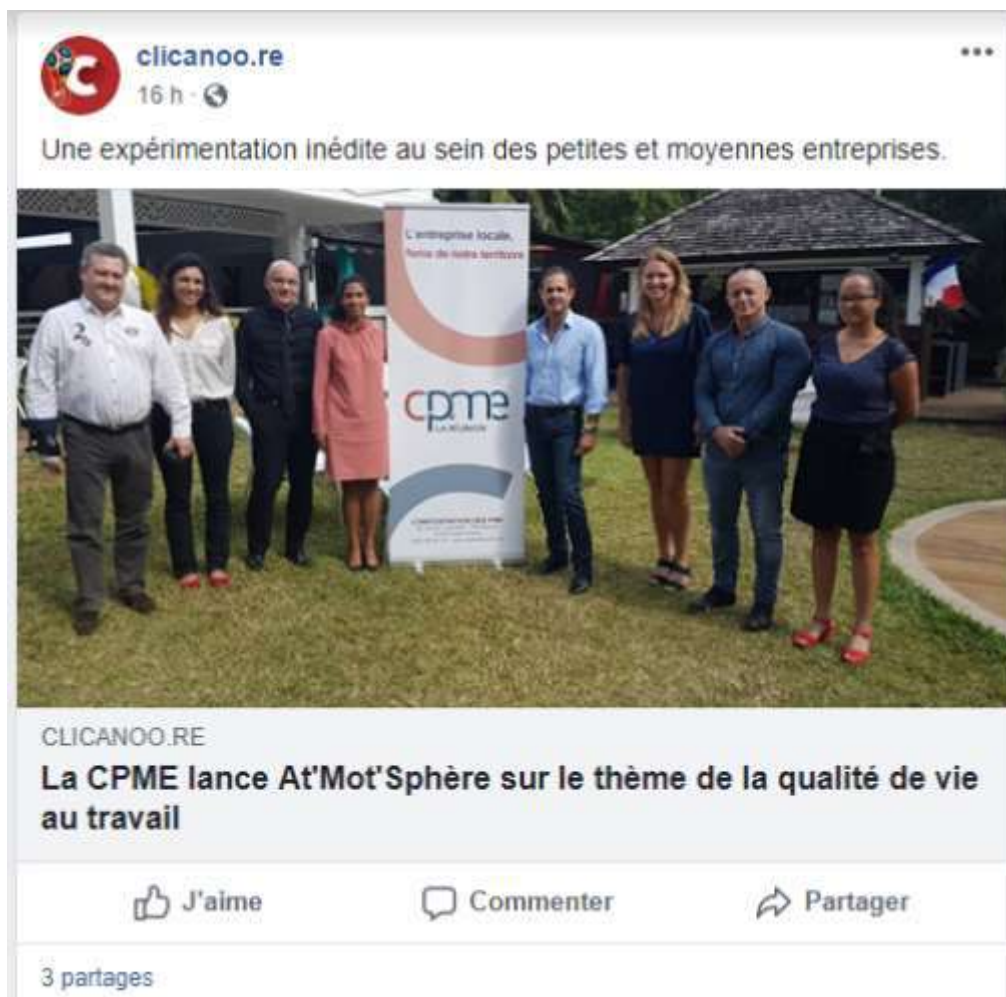 clicanoo.re
16 h
Une expérimentation inédite au sein des petites et moyennes entreprises.
L'entreprise locale,
force de notre territoire
cpme
LA RÉUNION
CLICANOO.RE
La CPME lance At'Mot'Sphère sur le thème de la qualité de vie
au travail
J'aime
Commenter
Partager
3 partages